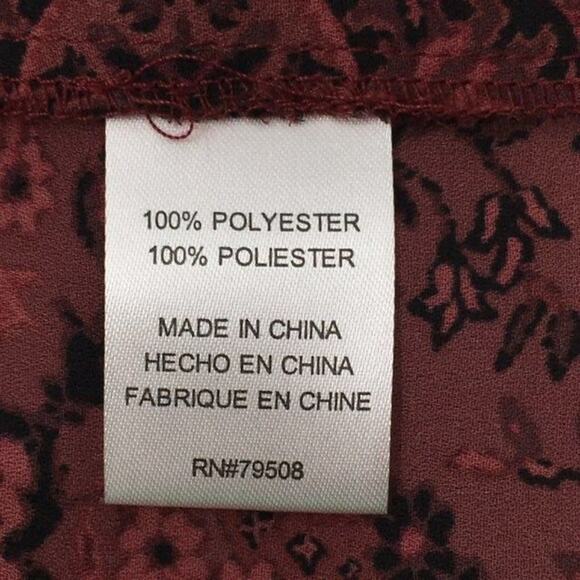 100% POLYESTER
100% POLIESTER
MADE IN CHINA
HECHO EN CHINA
FABRIQUE EN CHINE
RN#79508